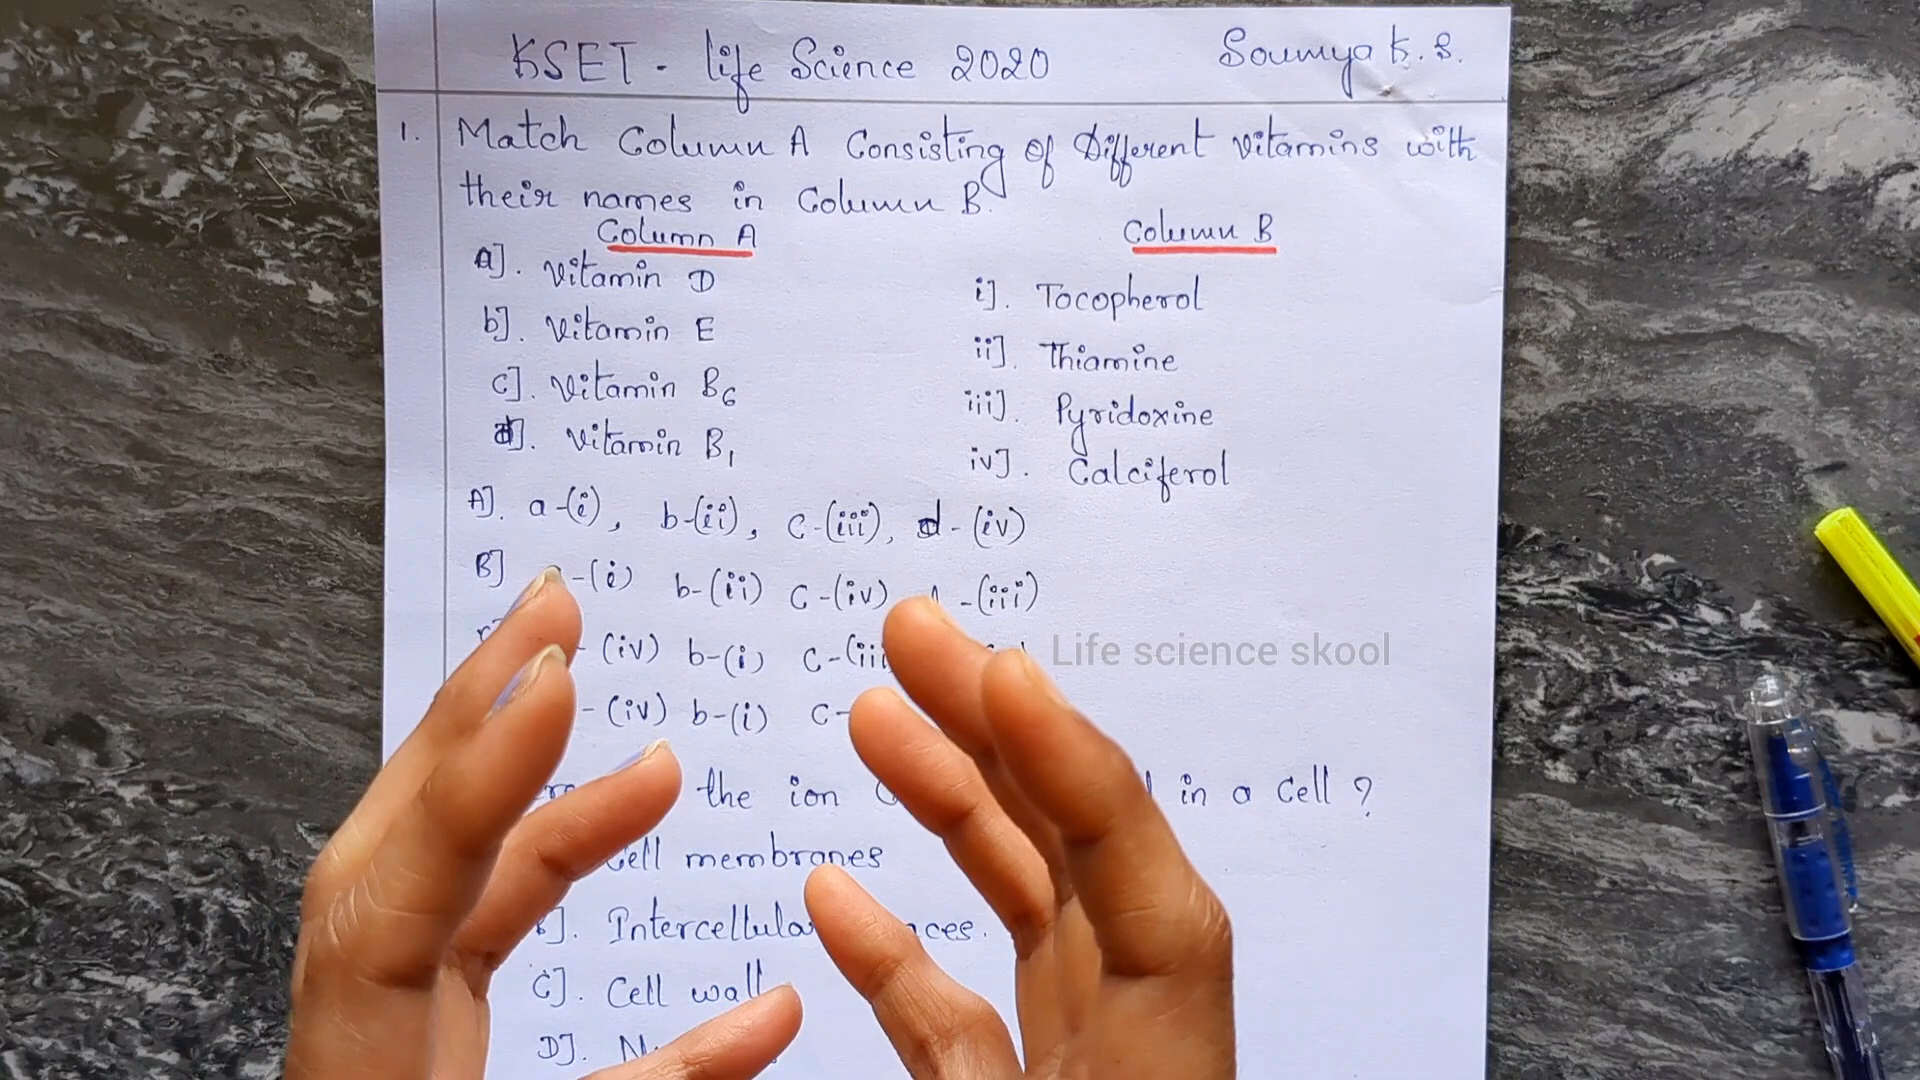 KSET - life Science 2020 Soumya K. S.
1. Match Column A Consisting of Different vitamins with
their names in Column B.
Column A Column B
a]. Vitamin D i]. Tocopherol
b]. Vitamin E ii]. Thiamine
c]. Vitamin B6 iii]. Pyridoxine
d]. Vitamin B1 iv]. Calciferol
A]. a-(i), b-(ii), c-(iii), d-(iv)
B] -(i) b-(ii) c-(iv) -(iii)
- (iv) b-(i) c-
- (iv) b-(i) c-
the ion in a cell ?
Cell membranes
B]. Intercellular
C]. Cell wall
D].
Life science skool